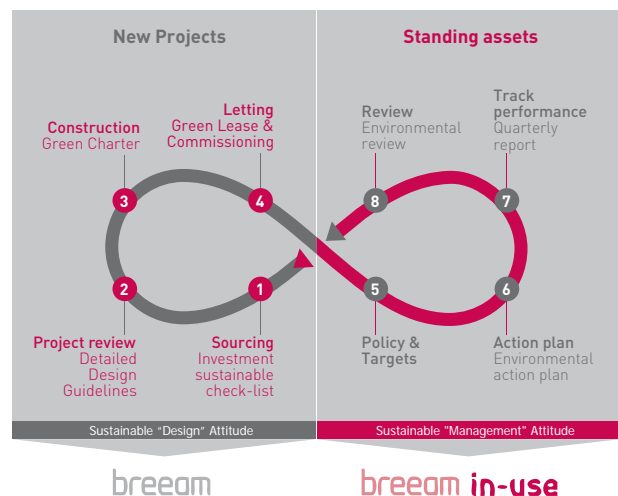 New Projects
Standing assets
Letting
Green Lease &
Commissioning
Construction
Green Charter
3
4
2
1
Project review
Detailed
Design
Guidelines
Sourcing
Investment
sustainable
check-list
Review
Environmental
review
Track
performance
Quarterly
report
8
7
5
6
Policy &
Targets
Action plan
Environmental
action plan
Sustainable "Design" Attitude
Sustainable "Management" Attitude
breeam
breeam in-use